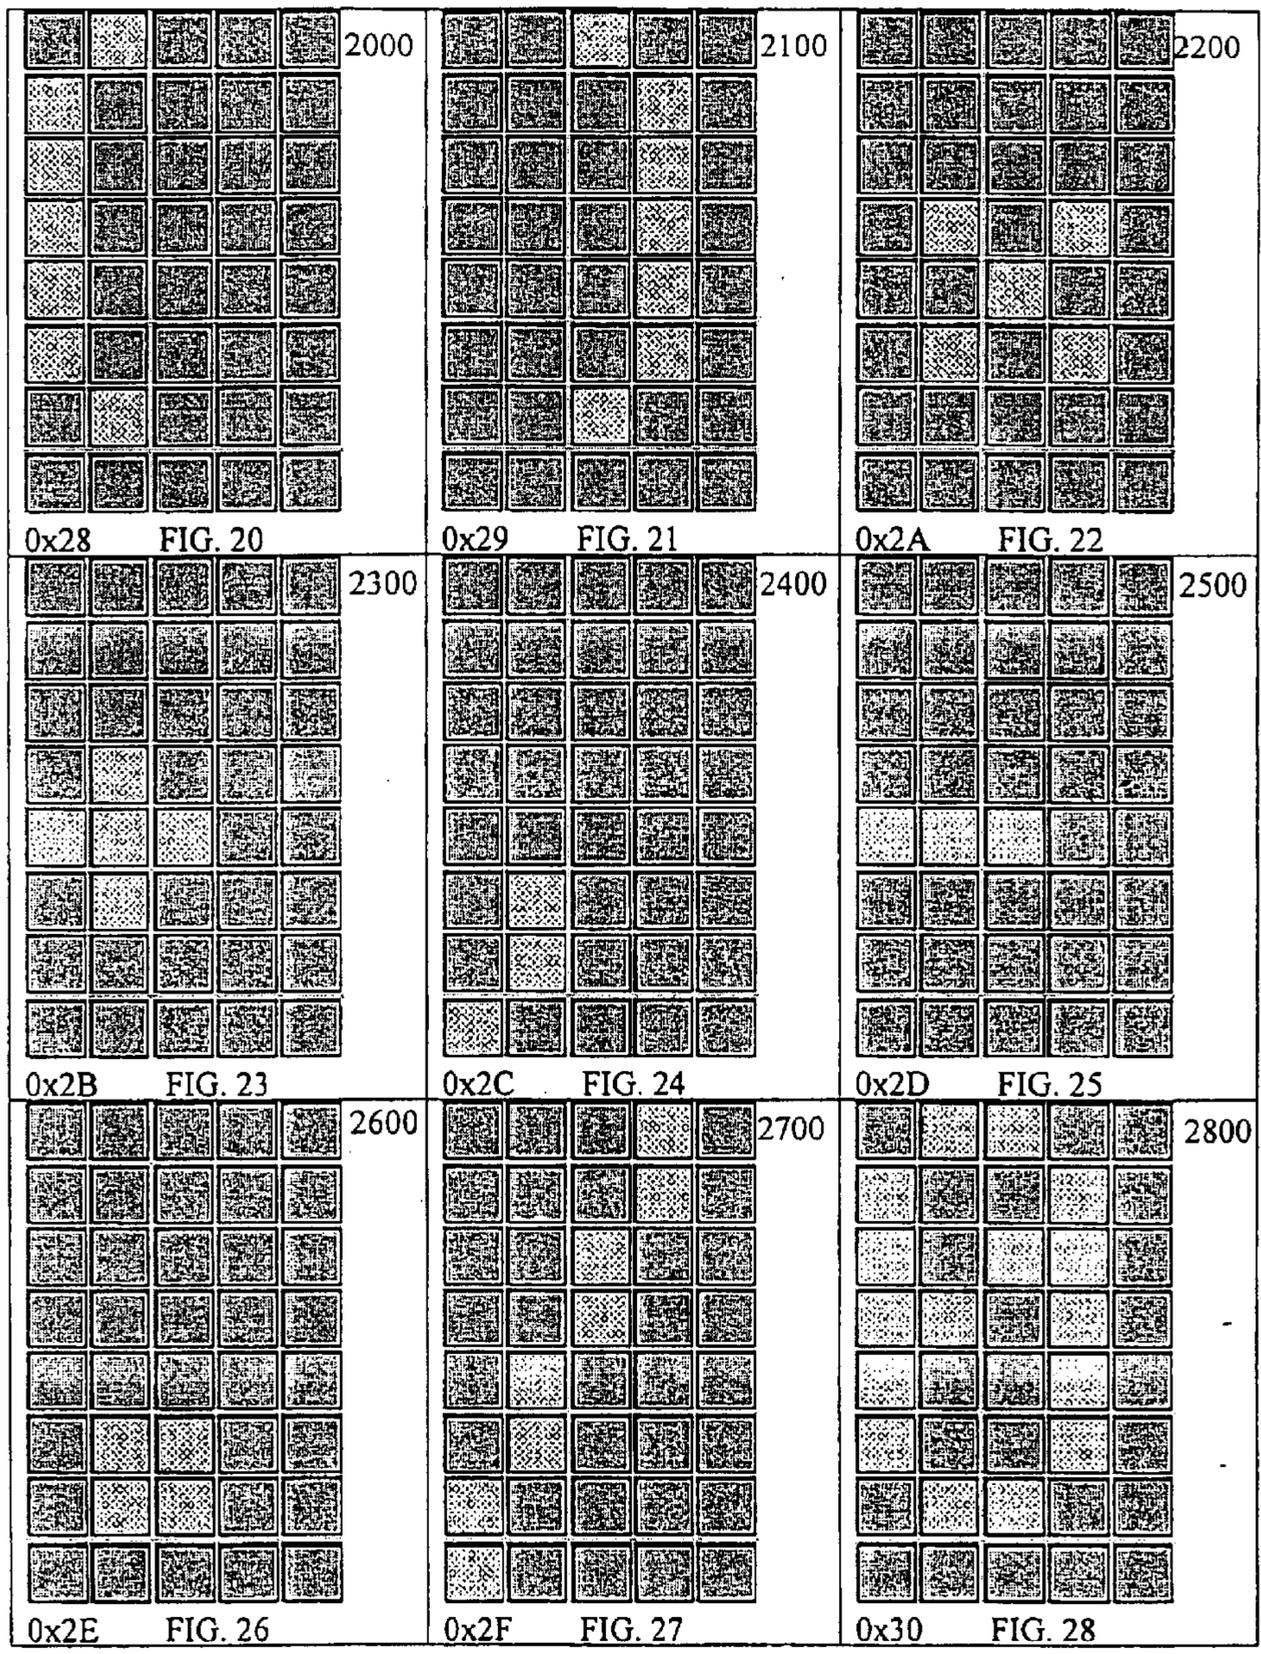 2000
2100
2200
0x28 FIG. 20
0x29 FIG. 21
0x2A FIG. 22
2300
2400
2500
0x2B FIG. 23
0x2C FIG. 24
0x2D FIG. 25
2600
2700
2800
0x2E FIG. 26
0x2F FIG. 27
0x30 FIG. 28